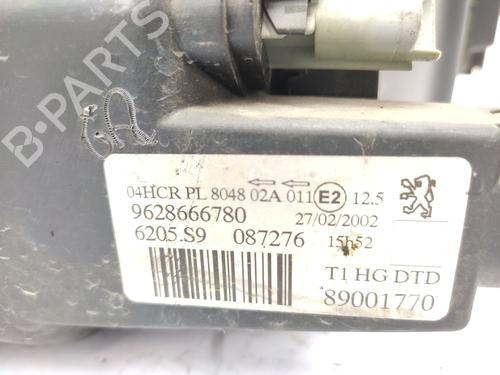 B-PARTS
04HCR PL 8048 02A 011 E2 12.5
9628666780 27/02/2002
6205.S9 087276 15h52
T1 HG DTD
89001770